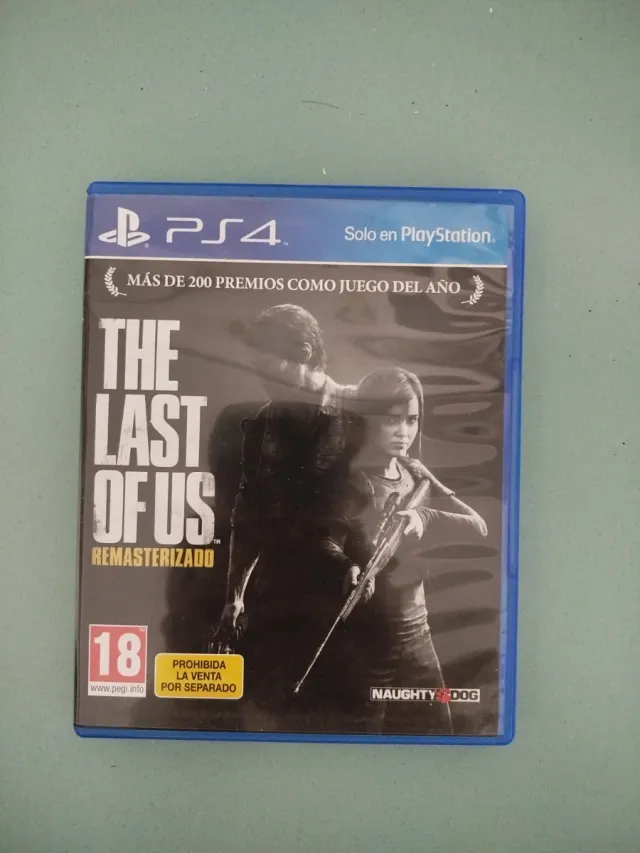 PS4
Solo en PlayStation
MÁS DE 200 PREMIOS COMO JUEGO DEL AÑO
THE
LAST
OF US™
REMASTERIZADO
18
www.pegi.info
PROHIBIDA
LA VENTA
POR SEPARADO
NAUGHTY DOG